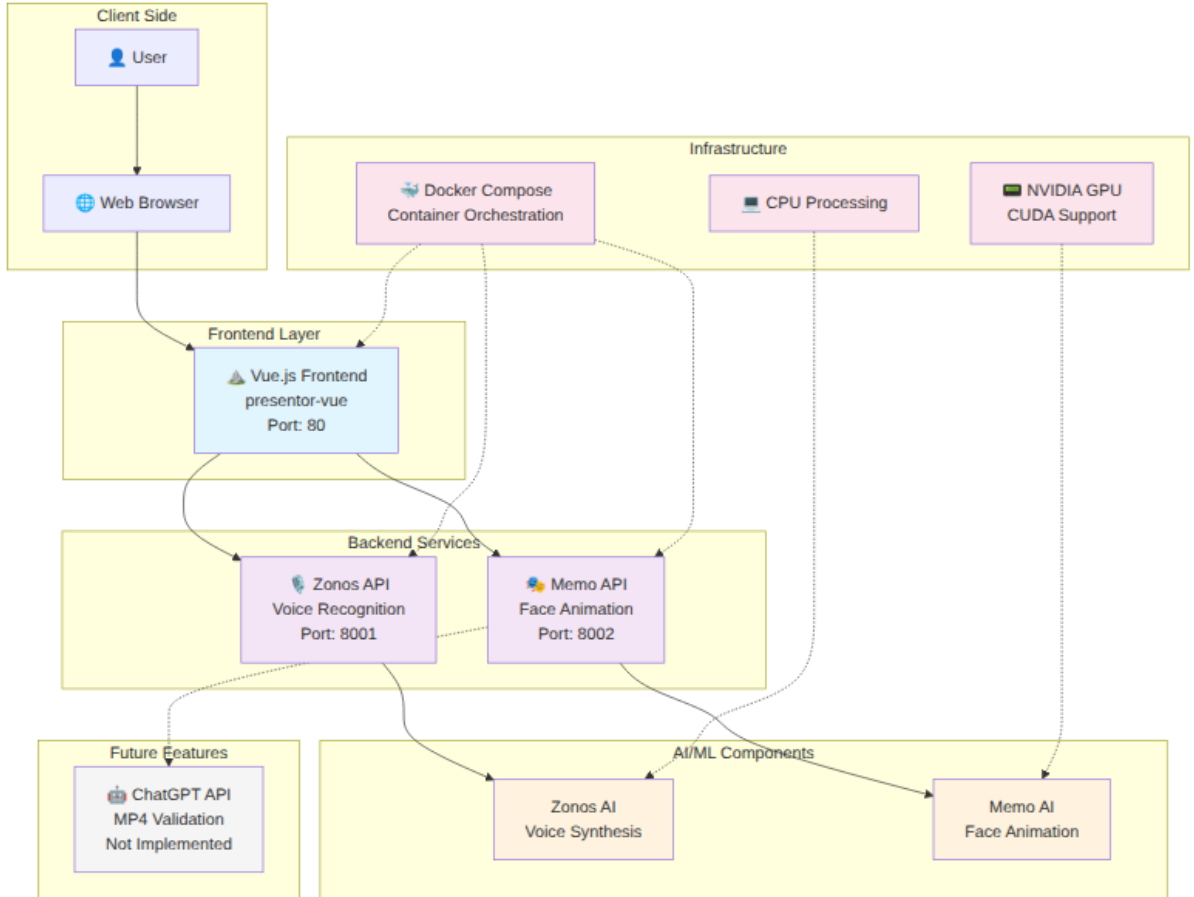 Client Side
👤 User
🌐 Web Browser
Infrastructure
🐳 Docker Compose
Container Orchestration
💻 CPU Processing
📟 NVIDIA GPU
CUDA Support
Frontend Layer
⛰️ Vue.js Frontend
presentor-vue
Port: 80
Backend Services
🎙️ Zonos API
Voice Recognition
Port: 8001
🎭 Memo API
Face Animation
Port: 8002
Future Features
🤖 ChatGPT API
MP4 Validation
Not Implemented
AI/ML Components
Zonos AI
Voice Synthesis
Memo AI
Face Animation